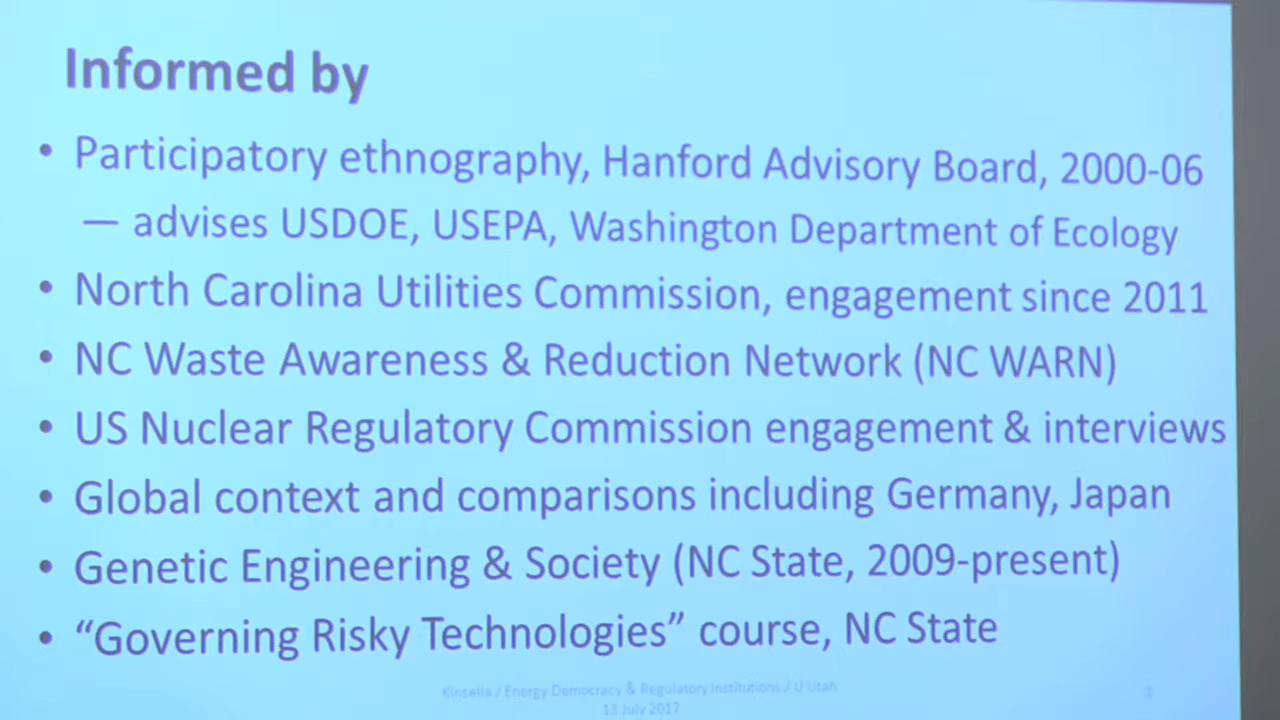 Informed by
• Participatory ethnography, Hanford Advisory Board, 2000-06
— advises USDOE, USEPA, Washington Department of Ecology
• North Carolina Utilities Commission, engagement since 2011
• NC Waste Awareness & Reduction Network (NC WARN)
• US Nuclear Regulatory Commission engagement & interviews
• Global context and comparisons including Germany, Japan
• Genetic Engineering & Society (NC State, 2009-present)
• “Governing Risky Technologies” course, NC State
Kinsella / Energy Democracy & Regulatory Institutions / U Utah
13 July 2017